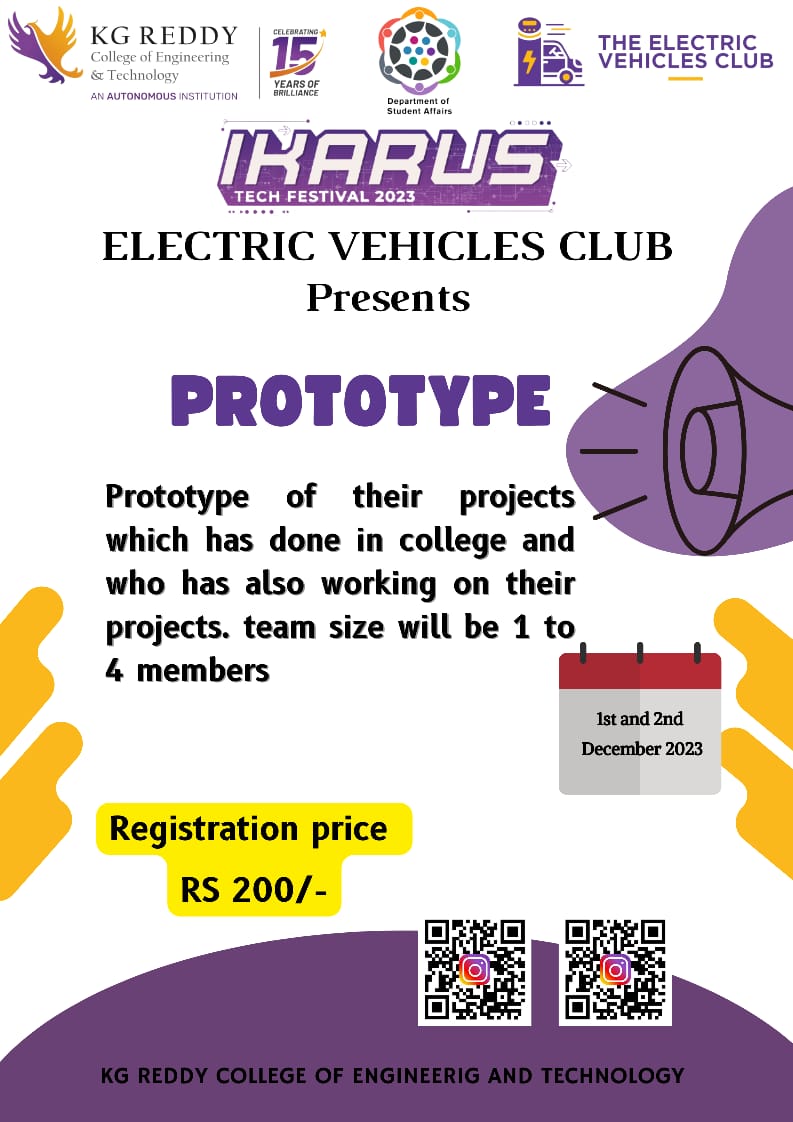 KG REDDY
College of Engineering
& Technology
AN AUTONOMOUS INSTITUTION
CELEBRATING
15
YEARS OF
BRILLIANCE
Department of
Student Affairs
THE ELECTRIC
VEHICLES CLUB
IKARUS
TECH FESTIVAL 2023
ELECTRIC VEHICLES CLUB
Presents
PROTOTYPE
Prototype of their projects
which has done in college and
who has also working on their
projects. team size will be 1 to
4 members
1st and 2nd
December 2023
Registration price
RS 200/-
KG REDDY COLLEGE OF ENGINEERIG AND TECHNOLOGY